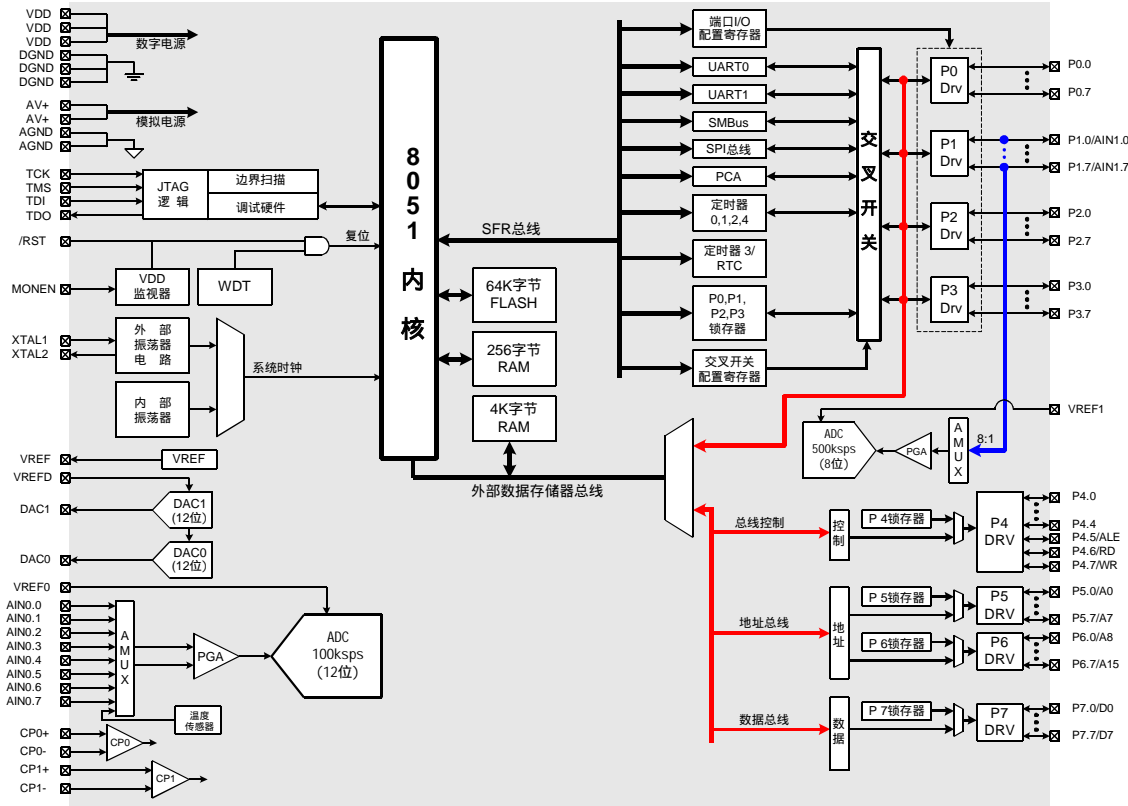 VDD
VDD
VDD
数字电源
DGND
DGND
DGND
AV+
AV+
模拟电源
AGND
AGND
TCK
TMS
TDI
TDO
JTAG
逻 辑
边界扫描
调试硬件
/RST
复位
MONEN
VDD
监视器
WDT
XTAL1
XTAL2
外 部
振荡器
电 路
内 部
振荡器
系统时钟
VREF
VREF
VREFD
DAC1
DAC1
(12位)
DAC0
DAC0
(12位)
VREF0
AIN0.0
AIN0.1
AIN0.2
AIN0.3
AIN0.4
AIN0.5
AIN0.6
AIN0.7
AMUX
PGA
ADC
100ksps
(12位)
温度
传感器
CP0+
CP0-
CP0
CP1+
CP1-
CP1
8051内核
SFR总线
64K字节
FLASH
256字节
RAM
4K字节
RAM
外部数据存储器总线
端口I/O
配置寄存器
UART0
UART1
SMBus
SPI总线
PCA
定时器
0,1,2,4
定时器 3/
RTC
P0,P1,
P2,P3
锁存器
交叉开关
配置寄存器
交叉开关
P0
Drv
P1
Drv
P2
Drv
P3
Drv
P0.0
P0.7
P1.0/AIN1.0
P1.7/AIN1.7
P2.0
P2.7
P3.0
P3.7
VREF1
ADC
500ksps
(8位)
PGA
AMUX
8:1
总线控制
控制
P 4锁存器
P4
DRV
P4.0
P4.4
P4.5/ALE
P4.6/RD
P4.7/WR
地址总线
地址
P 5锁存器
P5
DRV
P5.0/A0
P5.7/A7
P 6锁存器
P6
DRV
P6.0/A8
P6.7/A15
数据总线
数据
P 7锁存器
P7
DRV
P7.0/D0
P7.7/D7